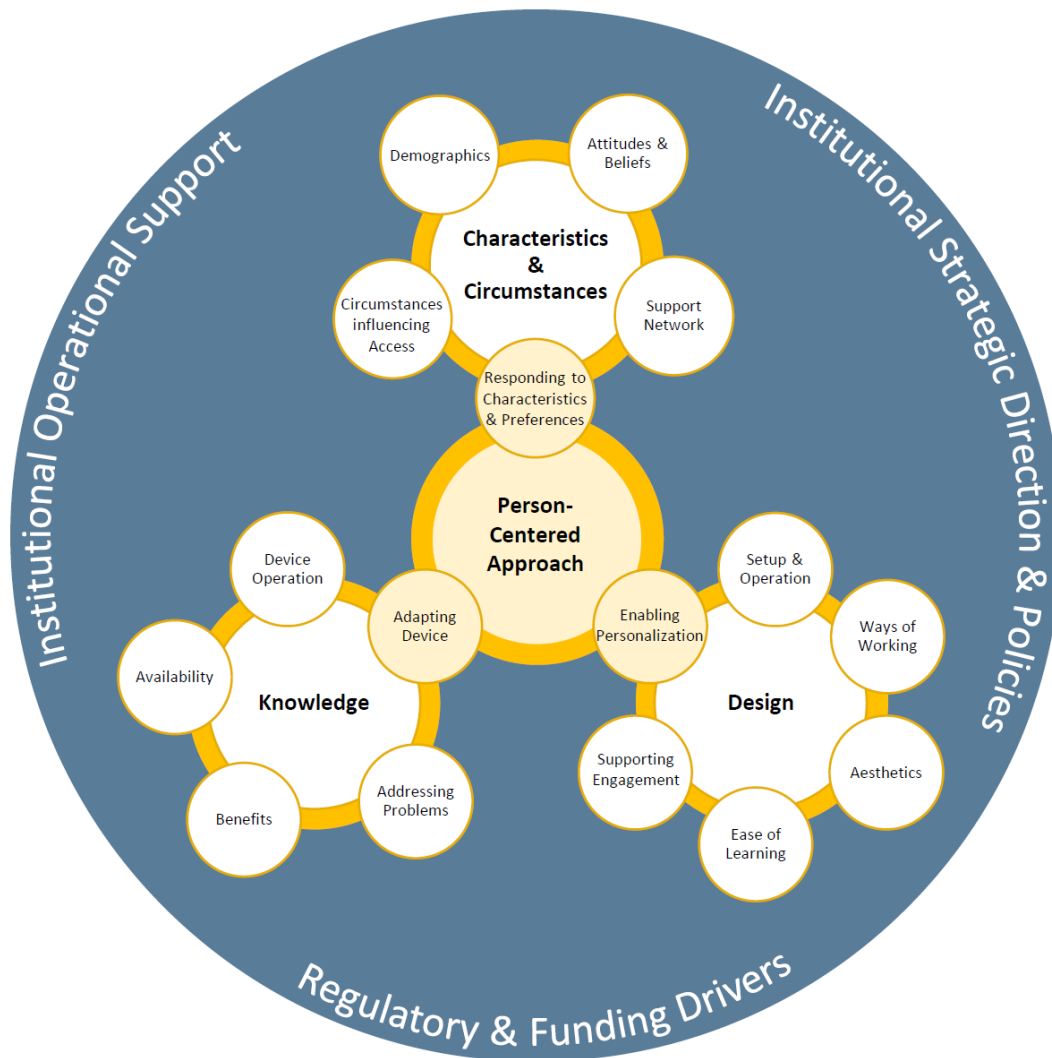 Institutional Operational Support
Institutional Strategic Direction & Policies
Demographics
Attitudes &
Beliefs
Characteristics
&
Circumstances
Circumstances
influencing
Access
Support
Network
Responding to
Characteristics
& Preferences
Person-
Centered
Approach
Device
Operation
Adapting
Device
Availability
Knowledge
Benefits
Addressing
Problems
Enabling
Personalization
Setup &
Operation
Ways of
Working
Design
Supporting
Engagement
Aesthetics
Ease of
Learning
Regulatory & Funding Drivers